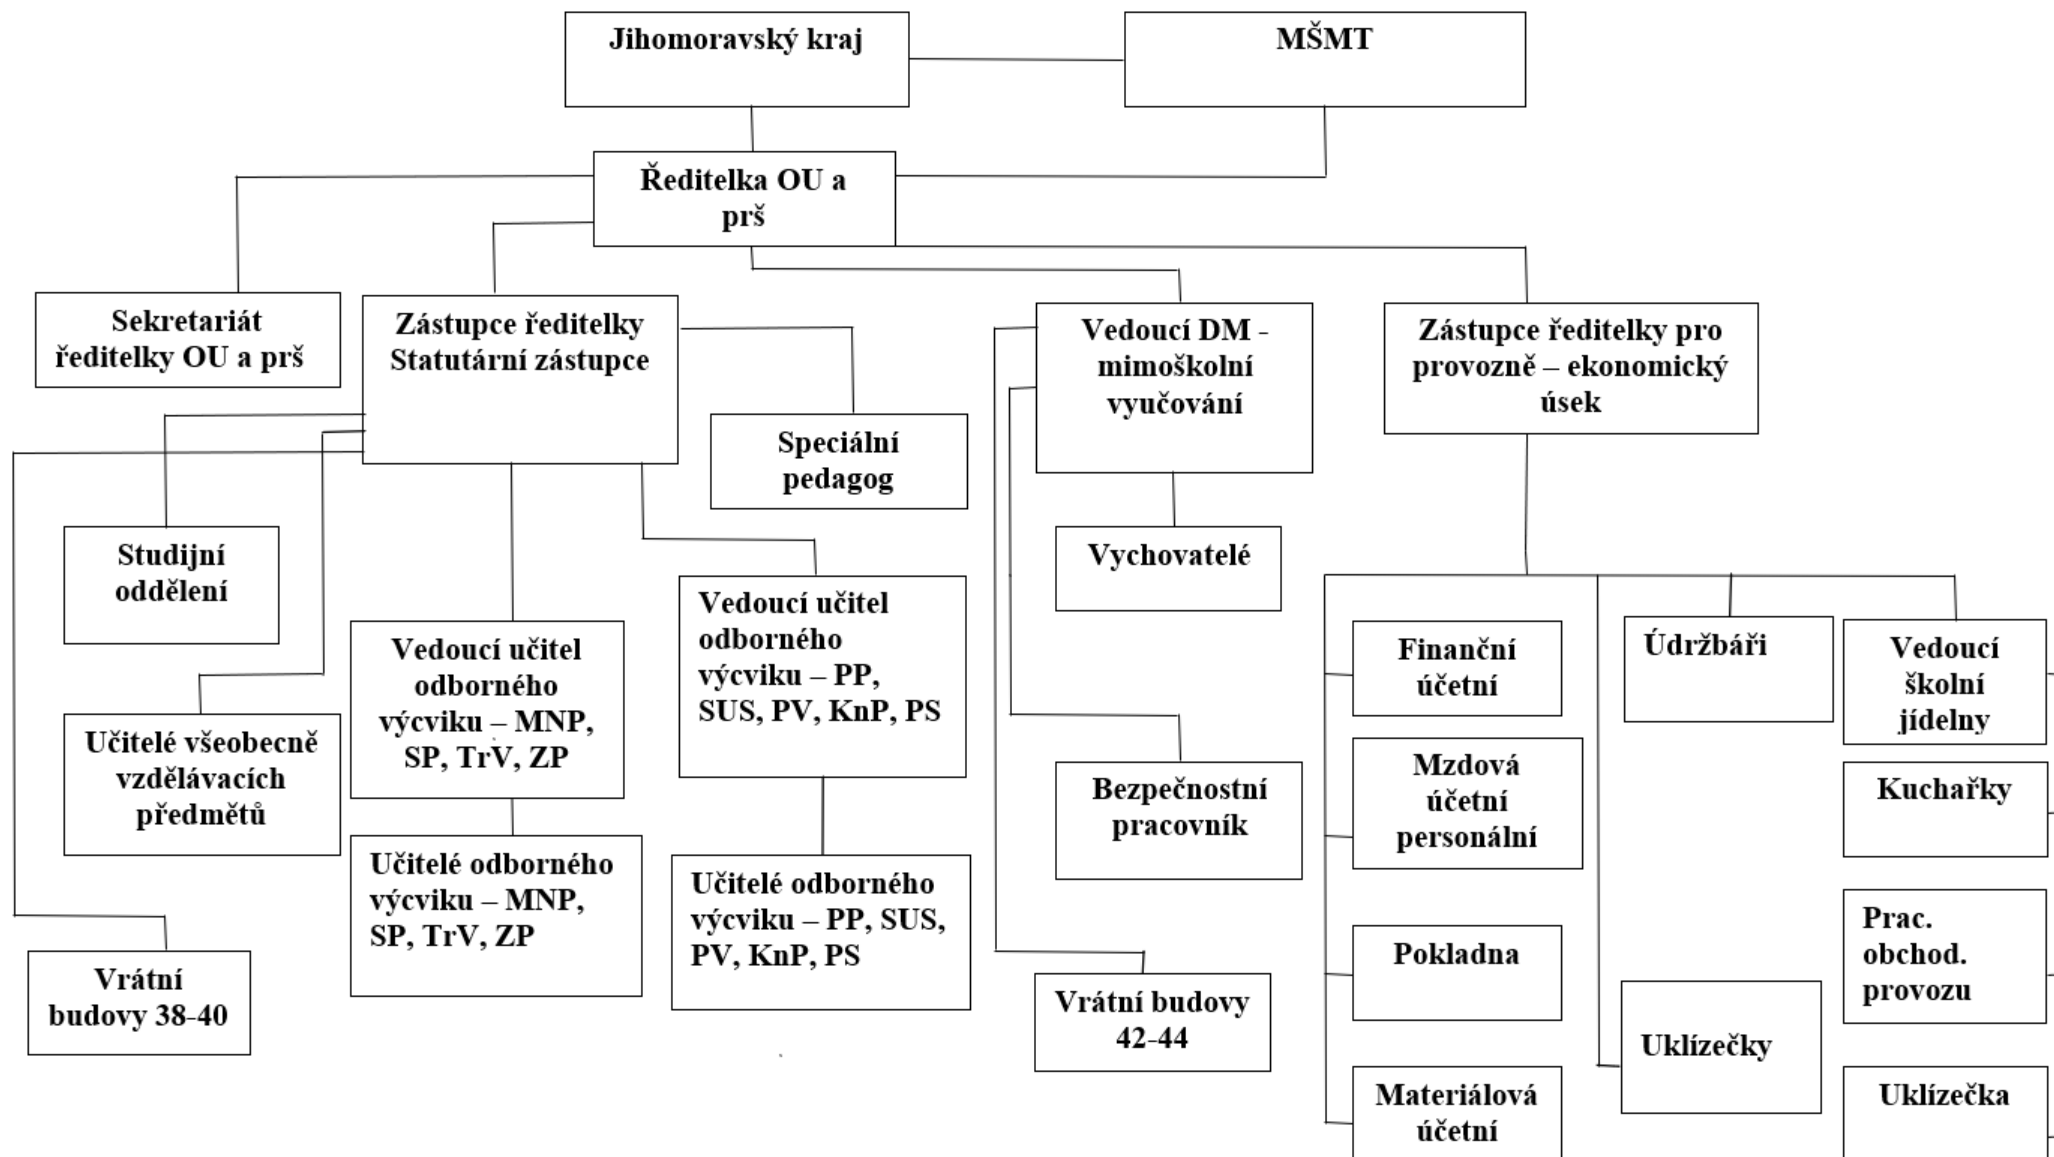 Jihomoravský kraj
MŠMT
Ředitelka OU a
prš
Sekretariát
ředitelky OU a prš
Zástupce ředitelky
Statutární zástupce
Vedoucí DM -
mimoškolní
vyučování
Zástupce ředitelky pro
provozně – ekonomický
úsek
Speciální
pedagog
Studijní
oddělení
Vychovatelé
Vedoucí učitel
odborného
výcviku – MNP,
SP, TrV, ZP
Vedoucí učitel
odborného
výcviku – PP,
SUS, PV, KnP, PS
Finanční
účetní
Údržbáři
Vedoucí
školní
jídelny
Učitelé všeobecně
vzdělávacích
předmětů
Bezpečnostní
pracovník
Mzdová
účetní
personální
Kuchařky
Učitelé odborného
výcviku – MNP,
SP, TrV, ZP
Učitelé odborného
výcviku – PP, SUS,
PV, KnP, PS
Pokladna
Prac.
obchod.
provozu
Vrátní
budovy 38-40
Vrátní budovy
42-44
Uklízečky
Materiálová
účetní
Uklízečka